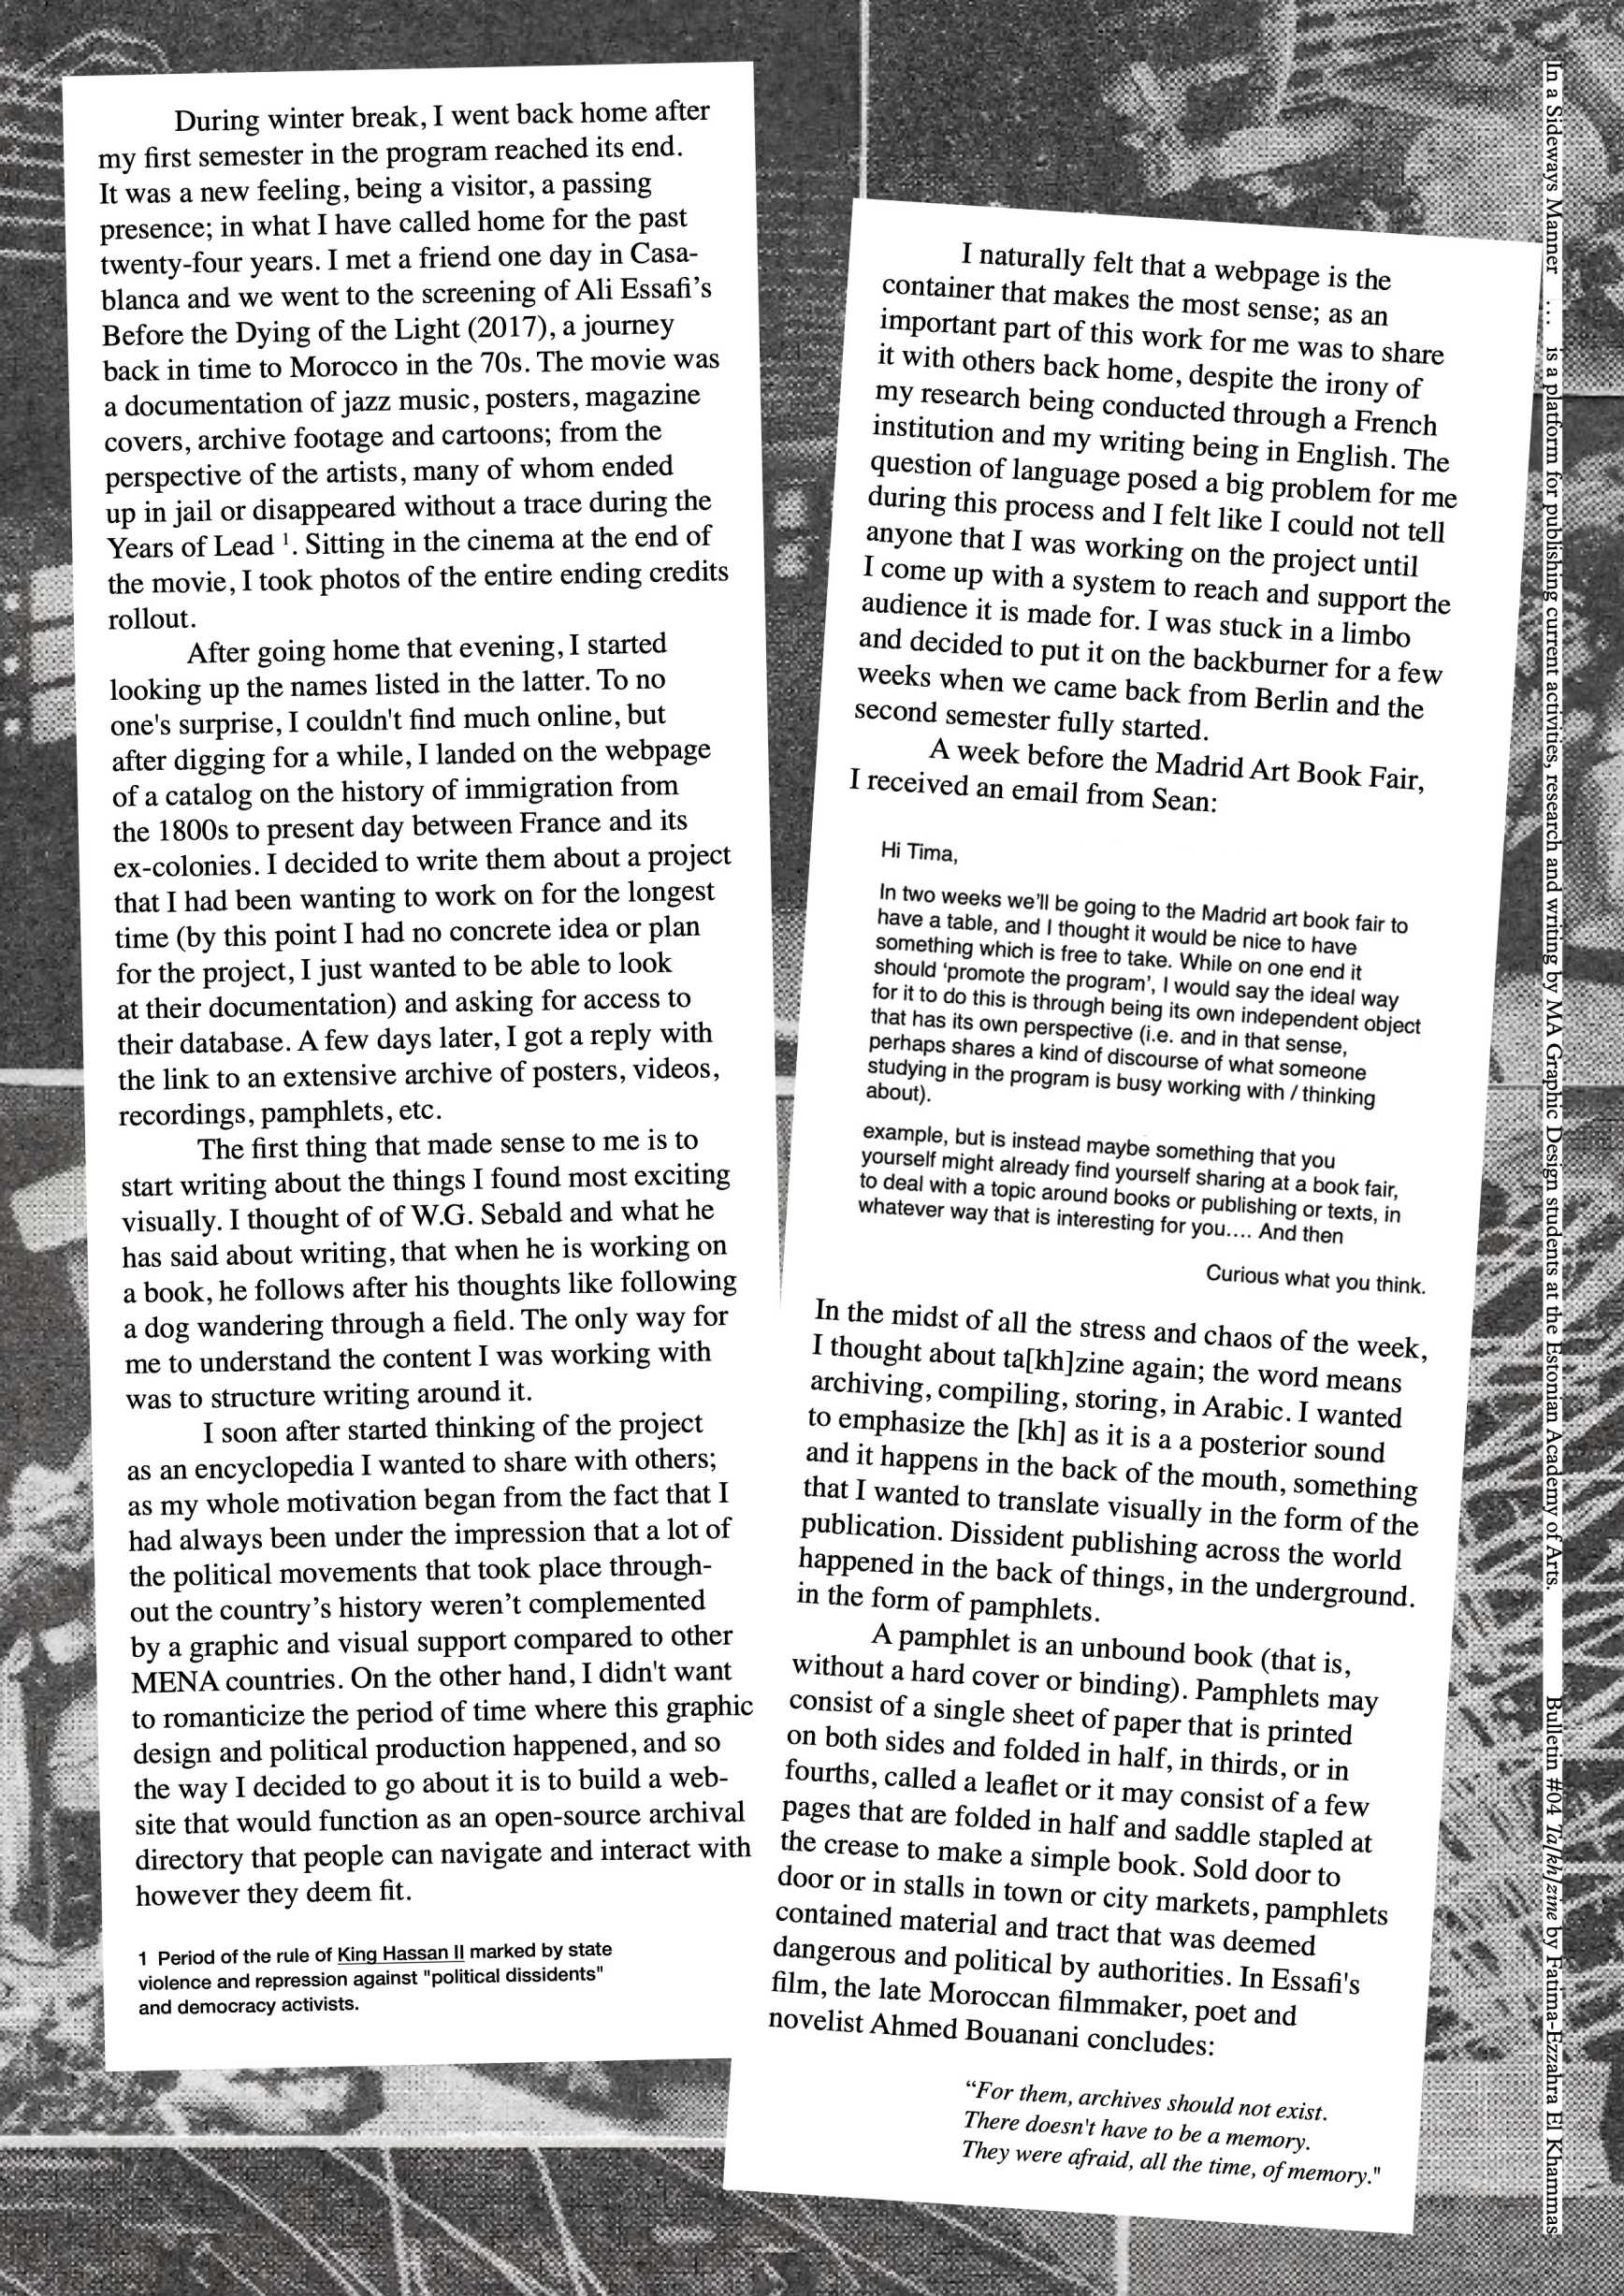 During winter break, I went back home after
my first semester in the program reached its end.
It was a new feeling, being a visitor, a passing
presence; in what I have called home for the past
twenty-four years. I met a friend one day in Casa-
blanca and we went to the screening of Ali Essafi’s
Before the Dying of the Light (2017), a journey
back in time to Morocco in the 70s. The movie was
a documentation of jazz music, posters, magazine
covers, archive footage and cartoons; from the
perspective of the artists, many of whom ended
up in jail or disappeared without a trace during the
Years of Lead ¹. Sitting in the cinema at the end of
the movie, I took photos of the entire ending credits
rollout.
After going home that evening, I started
looking up the names listed in the latter. To no
one's surprise, I couldn't find much online, but
after digging for a while, I landed on the webpage
of a catalog on the history of immigration from
the 1800s to present day between France and its
ex-colonies. I decided to write them about a project
that I had been wanting to work on for the longest
time (by this point I had no concrete idea or plan
for the project, I just wanted to be able to look
at their documentation) and asking for access to
their database. A few days later, I got a reply with
the link to an extensive archive of posters, videos,
recordings, pamphlets, etc.
The first thing that made sense to me is to
start writing about the things I found most exciting
visually. I thought of of W.G. Sebald and what he
has said about writing, that when he is working on
a book, he follows after his thoughts like following
a dog wandering through a field. The only way for
me to understand the content I was working with
was to structure writing around it.
I soon after started thinking of the project
as an encyclopedia I wanted to share with others;
as my whole motivation began from the fact that I
had always been under the impression that a lot of
the political movements that took place through-
out the country’s history weren’t complemented
by a graphic and visual support compared to other
MENA countries. On the other hand, I didn't want
to romanticize the period of time where this graphic
design and political production happened, and so
the way I decided to go about it is to build a web-
site that would function as an open-source archival
directory that people can navigate and interact with
however they deem fit.
1 Period of the rule of King Hassan II marked by state
violence and repression against "political dissidents"
and democracy activists.
I naturally felt that a webpage is the
container that makes the most sense; as an
important part of this work for me was to share
it with others back home, despite the irony of
my research being conducted through a French
institution and my writing being in English. The
question of language posed a big problem for me
during this process and I felt like I could not tell
anyone that I was working on the project until
I come up with a system to reach and support the
audience it is made for. I was stuck in a limbo
and decided to put it on the backburner for a few
weeks when we came back from Berlin and the
second semester fully started.
A week before the Madrid Art Book Fair,
I received an email from Sean:
Hi Tima,
In two weeks we’ll be going to the Madrid art book fair to
have a table, and I thought it would be nice to have
something which is free to take. While on one end it
should ‘promote the program’, I would say the ideal way
for it to do this is through being its own independent object
that has its own perspective (i.e. and in that sense,
perhaps shares a kind of discourse of what someone
studying in the program is busy working with / thinking
about).
example, but is instead maybe something that you
yourself might already find yourself sharing at a book fair,
to deal with a topic around books or publishing or texts, in
whatever way that is interesting for you.... And then
Curious what you think.
In the midst of all the stress and chaos of the week,
I thought about ta[kh]zine again; the word means
archiving, compiling, storing, in Arabic. I wanted
to emphasize the [kh] as it is a a posterior sound
and it happens in the back of the mouth, something
that I wanted to translate visually in the form of the
publication. Dissident publishing across the world
happened in the back of things, in the underground.
in the form of pamphlets.
A pamphlet is an unbound book (that is,
without a hard cover or binding). Pamphlets may
consist of a single sheet of paper that is printed
on both sides and folded in half, in thirds, or in
fourths, called a leaflet or it may consist of a few
pages that are folded in half and saddle stapled at
the crease to make a simple book. Sold door to
door or in stalls in town or city markets, pamphlets
contained material and tract that was deemed
dangerous and political by authorities. In Essafi's
film, the late Moroccan filmmaker, poet and
novelist Ahmed Bouanani concludes:
“For them, archives should not exist.
There doesn't have to be a memory.
They were afraid, all the time, of memory."
In a Sideways Manner ... is a platform for publishing current activities, research and writing by MA Graphic Design students at the Estonian Academy of Arts. Bulletin #04 Ta[kh]zine by Fatima-Ezzahra El Khammas